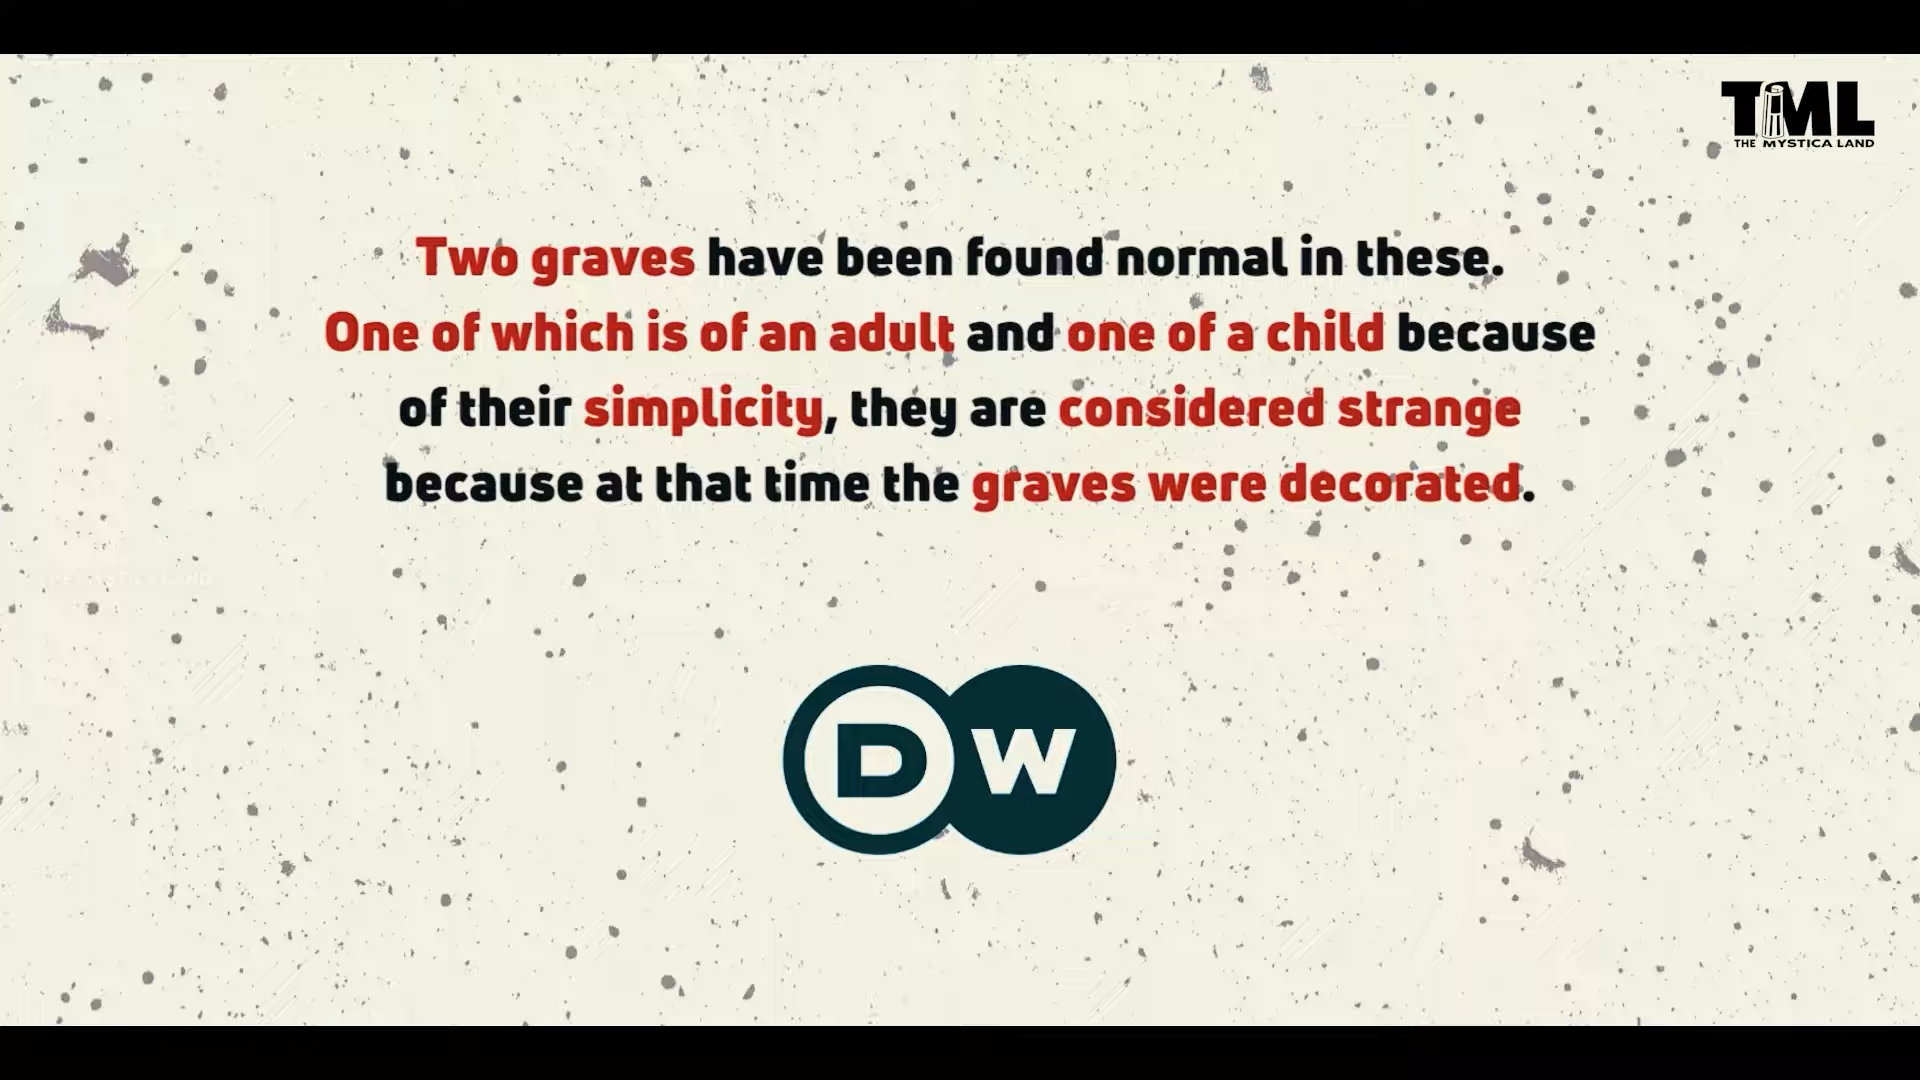 TML
THE MYSTICA LAND
Two graves have been found normal in these.
One of which is of an adult and one of a child because
of their simplicity, they are considered strange
because at that time the graves were decorated.
DW